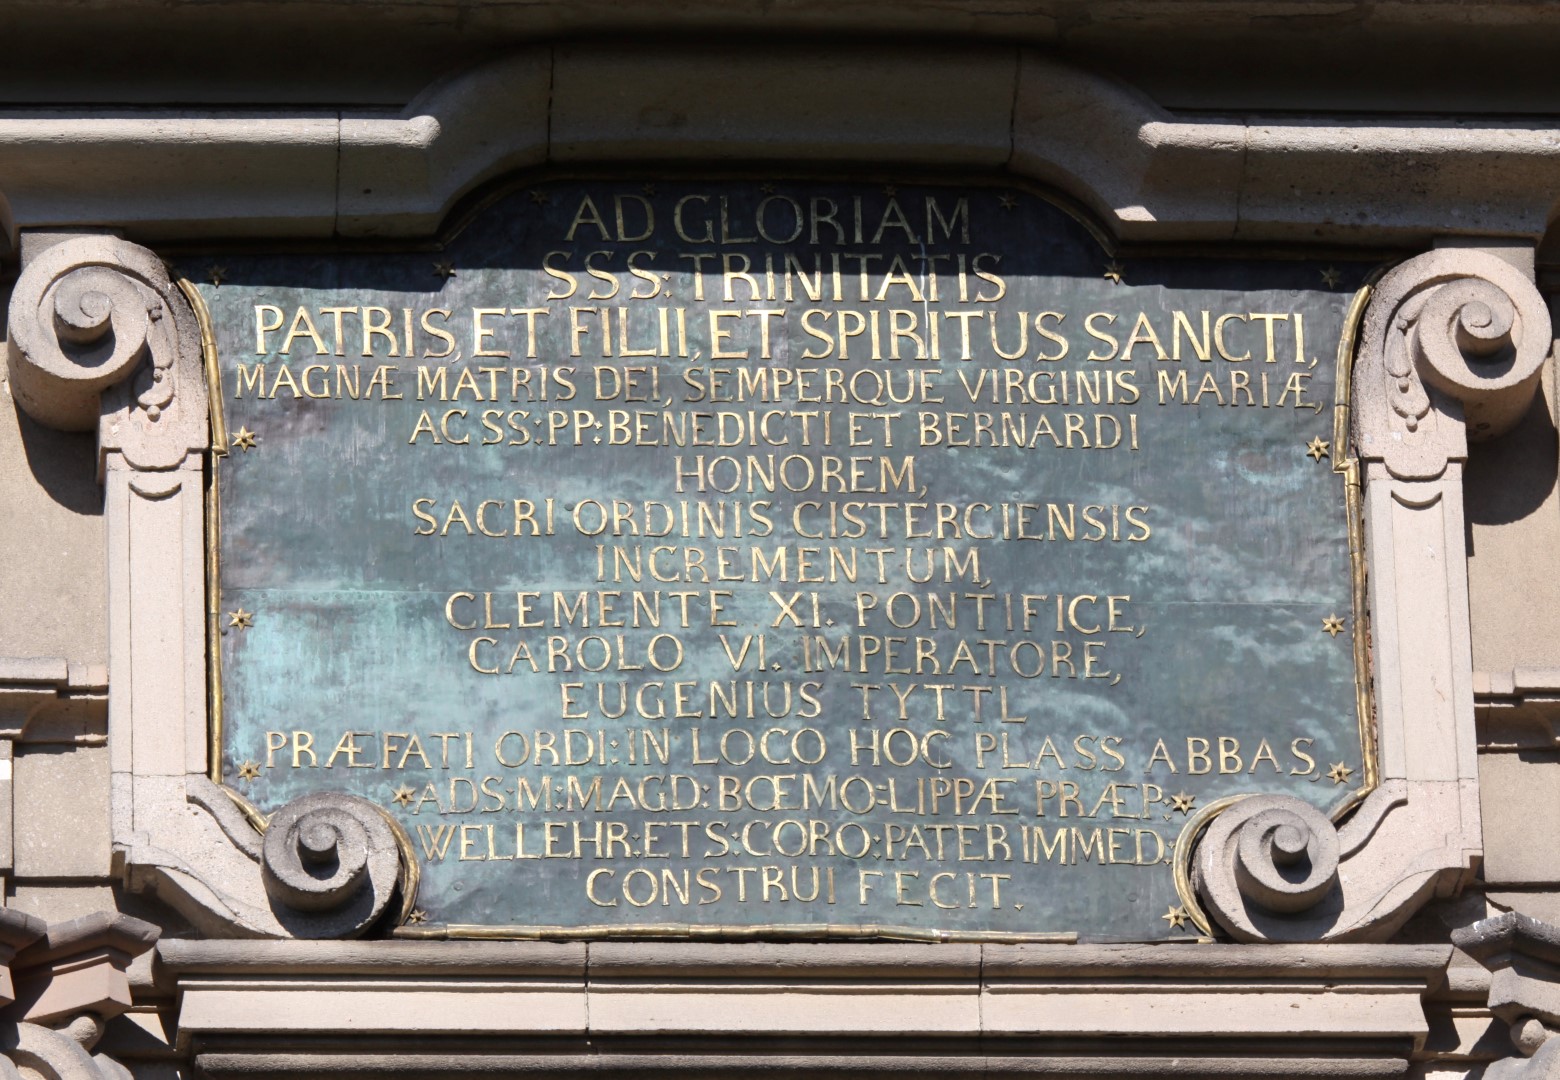 AD GLORIAM
SSS: TRINITATIS
PATRIS, ET FILII, ET SPIRITUS SANCTI,
MAGNÆ MATRIS DEI, SEMPERQUE VIRGINIS MARIÆ,
AC SS: PP: BENEDICTI ET BERNARDI
HONOREM,
SACRI ORDINIS CISTERCIENSIS
INCREMENTUM,
CLEMENTE XI. PONTIFICE,
CAROLO VI. IMPERATORE,
EUGENIUS TYTTL
PRÆFATI ORDI: IN LOCO HOC PLASS ABBAS,
ADS: M: MAGD: BŒMO=LIPPÆ PRÆP.
WELLEHR: ET S: CORO: PATER IMMED:
CONSTRUI FECIT.